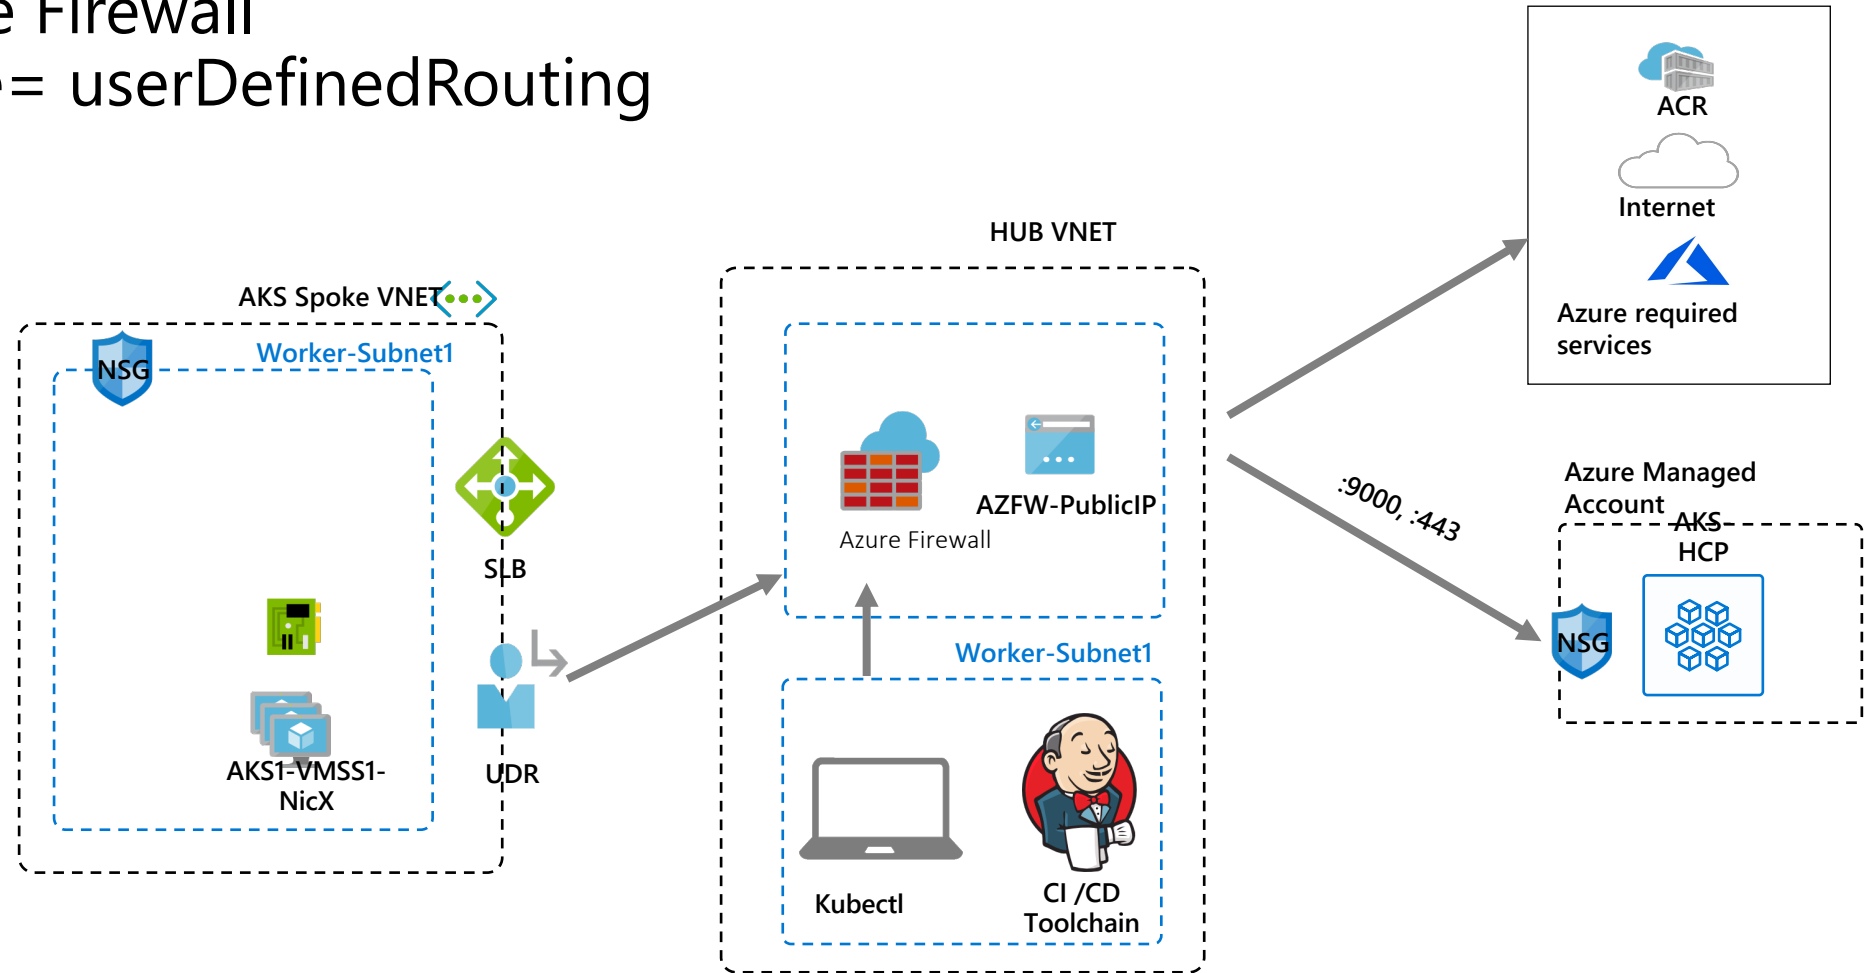 e Firewall
e= userDefinedRouting
ACR
Internet
Azure required
services
HUB VNET
AKS Spoke VNET
Worker-Subnet1
NSG
SLB
UDR
AKS1-VMSS1-
NicX
Azure Firewall
AZFW-PublicIP
Worker-Subnet1
Kubectl
CI /CD
Toolchain
:9000, :443
Azure Managed
Account
AKS-
HCP
NSG